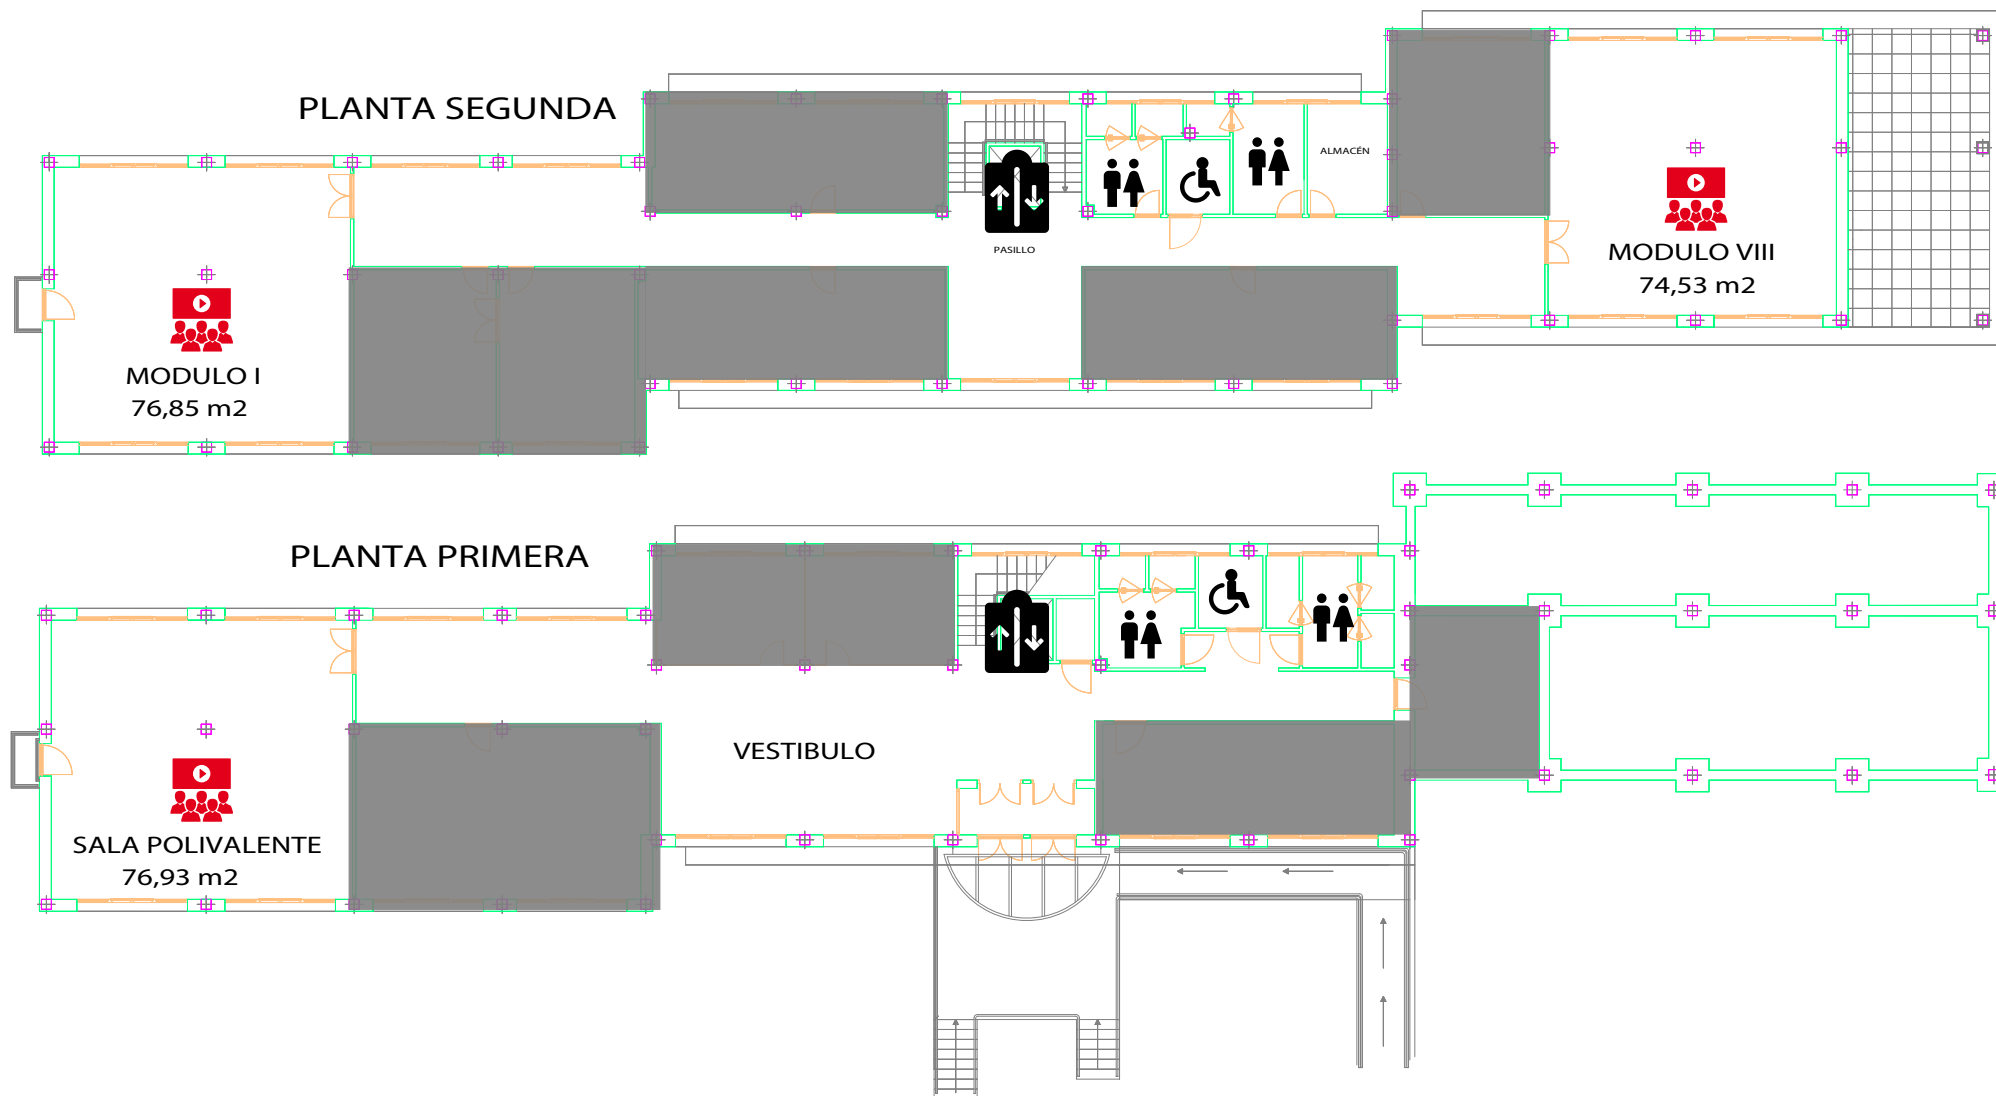 PLANTA SEGUNDA
ALMACÉN
PASILLO
MODULO VIII
74,53 m2
MODULO I
76,85 m2
PLANTA PRIMERA
VESTIBULO
SALA POLIVALENTE
76,93 m2